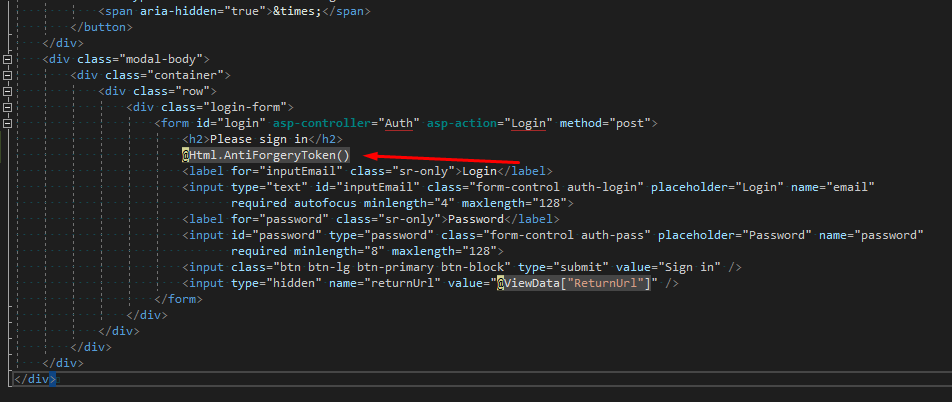 <span aria-hidden="true">&times;</span>
</button>
</div>
<div class="modal-body">
<div class="container">
<div class="row">
<div class="login-form">
<form id="login" asp-controller="Auth" asp-action="Login" method="post">
<h2>Please sign in</h2>
@Html.AntiForgeryToken()
<label for="inputEmail" class="sr-only">Login</label>
<input type="text" id="inputEmail" class="form-control auth-login" placeholder="Login" name="email"
required autofocus minlength="4" maxlength="128">
<label for="password" class="sr-only">Password</label>
<input id="password" type="password" class="form-control auth-pass" placeholder="Password" name="password"
required minlength="8" maxlength="128">
<input class="btn btn-lg btn-primary btn-block" type="submit" value="Sign in" />
<input type="hidden" name="returnUrl" value="@ViewData["ReturnUrl"]" />
</form>
</div>
</div>
</div>
</div>
</div>